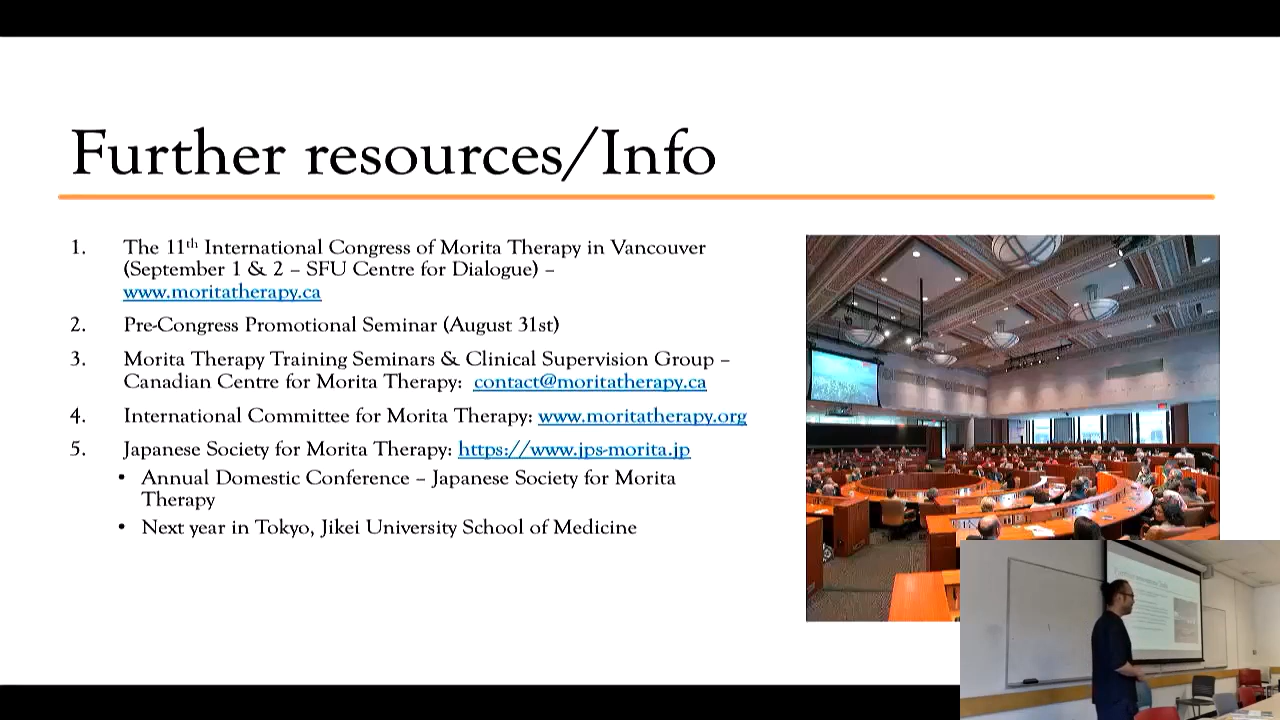 Further resources/Info
1. The 11th International Congress of Morita Therapy in Vancouver
(September 1 & 2 – SFU Centre for Dialogue) –
www.moritatherapy.ca
2. Pre-Congress Promotional Seminar (August 31st)
3. Morita Therapy Training Seminars & Clinical Supervision Group –
Canadian Centre for Morita Therapy: contact@moritatherapy.ca
4. International Committee for Morita Therapy: www.moritatherapy.org
5. Japanese Society for Morita Therapy: https://www.jps-morita.jp
• Annual Domestic Conference – Japanese Society for Morita
Therapy
• Next year in Tokyo, Jikei University School of Medicine